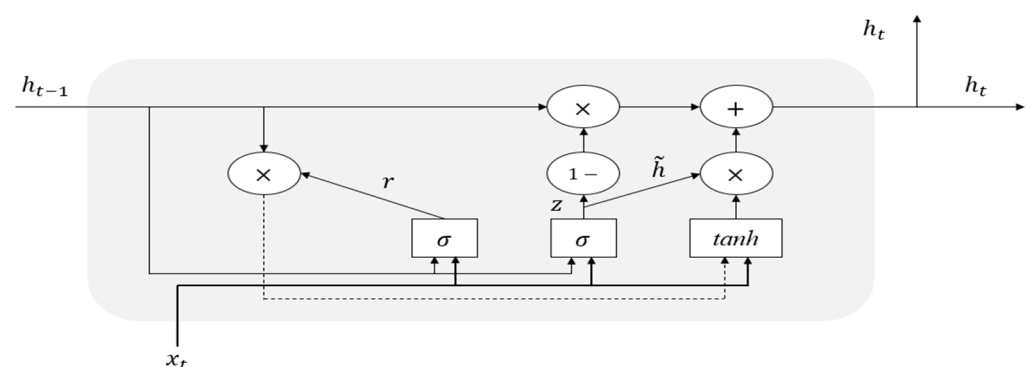 h_t
h_{t-1}
h_t
× +
× 1 − ×
r h̃
z
σ σ tanh
x_t